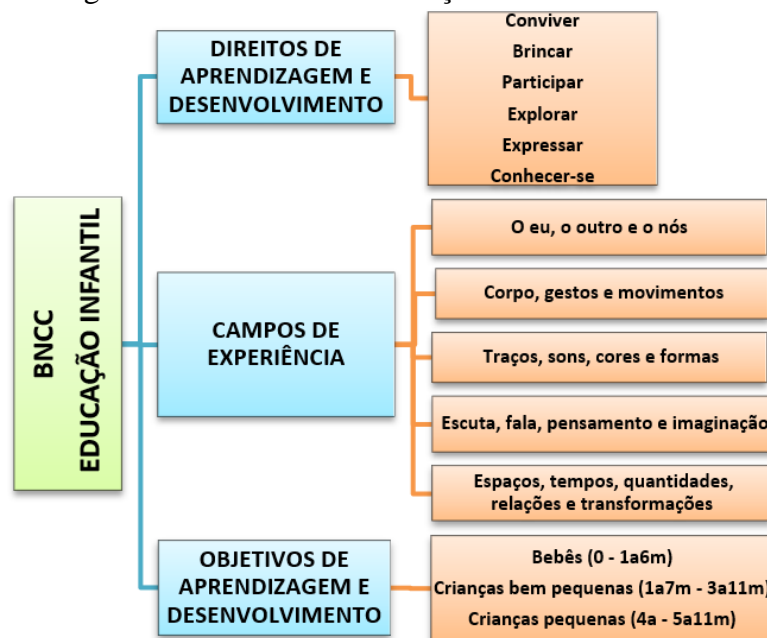 BNCC
EDUCAÇÃO INFANTIL
DIREITOS DE
APRENDIZAGEM E
DESENVOLVIMENTO
Conviver
Brincar
Participar
Explorar
Expressar
Conhecer-se
CAMPOS DE
EXPERIÊNCIA
O eu, o outro e o nós
Corpo, gestos e movimentos
Traços, sons, cores e formas
Escuta, fala, pensamento e imaginação
Espaços, tempos, quantidades,
relações e transformações
OBJETIVOS DE
APRENDIZAGEM E
DESENVOLVIMENTO
Bebês (0 - 1a6m)
Crianças bem pequenas (1a7m - 3a11m)
Crianças pequenas (4a - 5a11m)